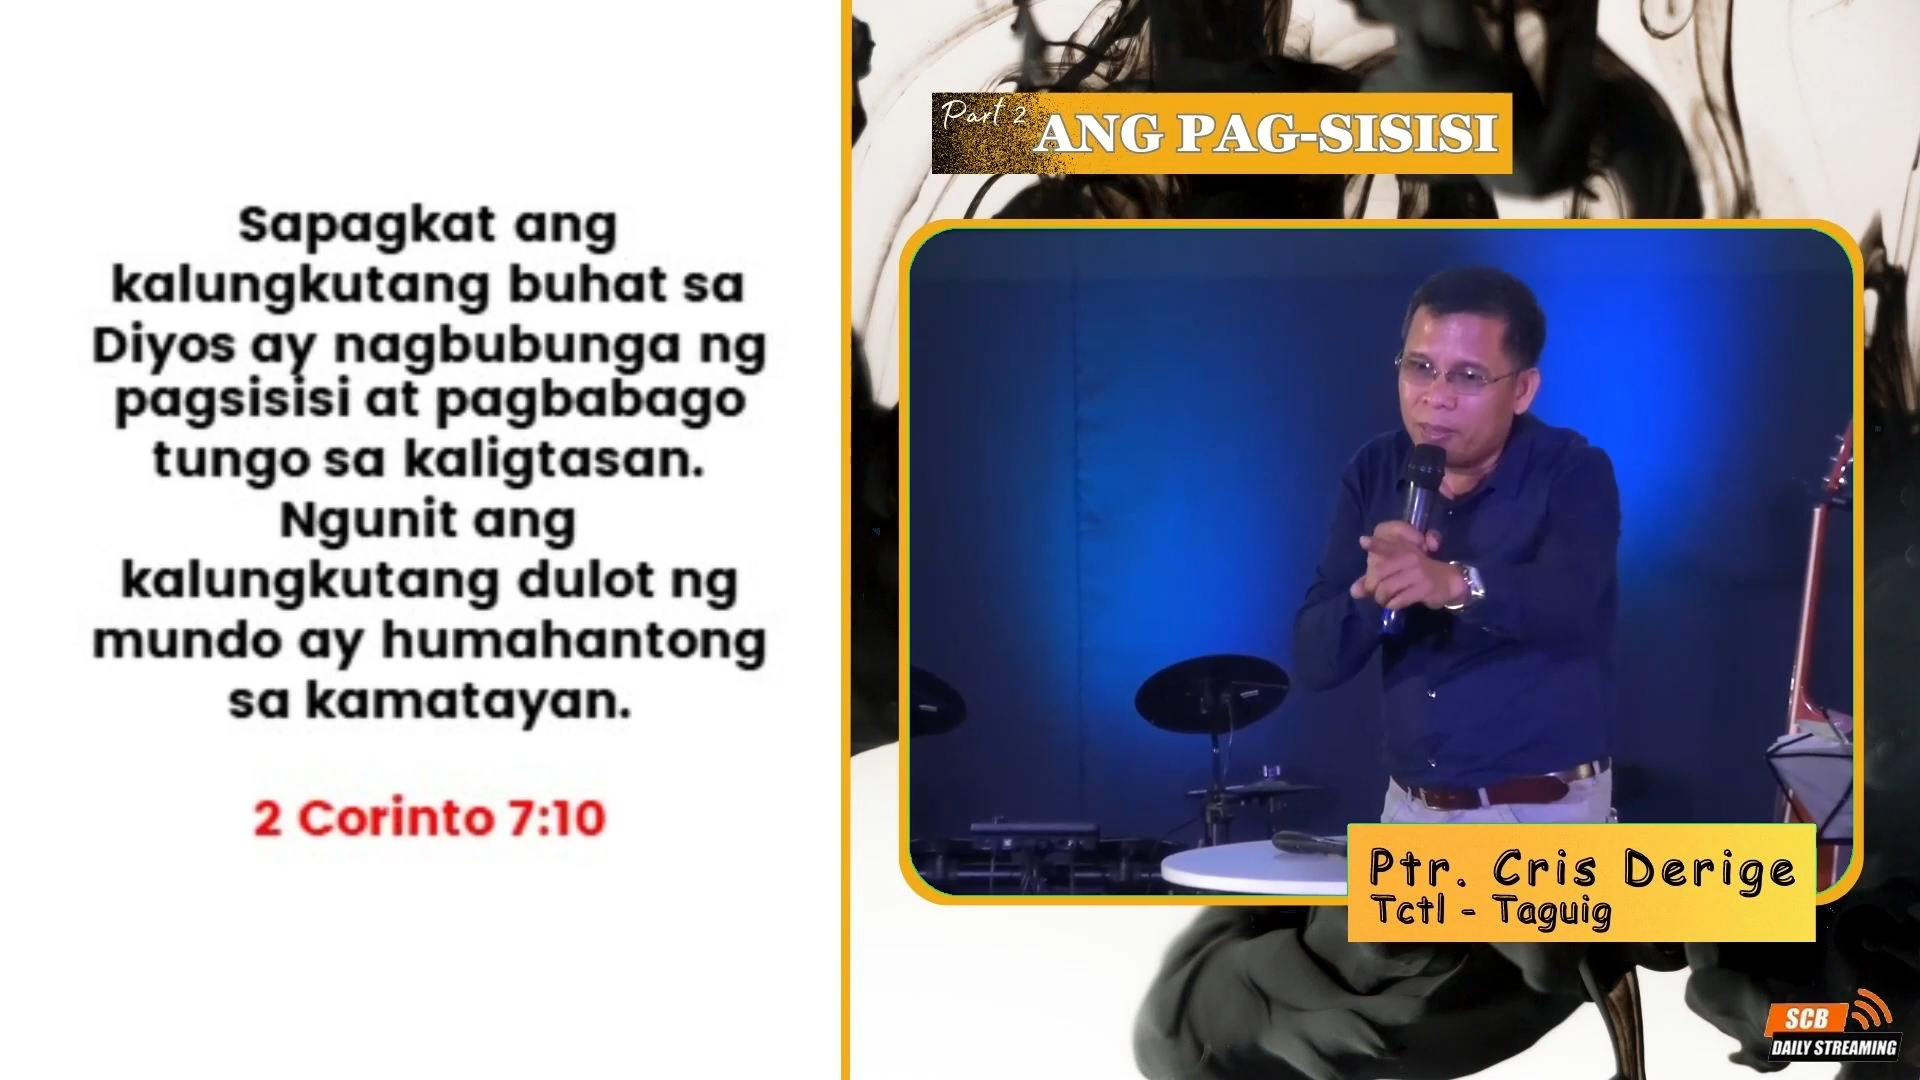 Sapagkat ang
kalungkutang buhat sa
Diyos ay nagbubunga ng
pagsisisi at pagbabago
tungo sa kaligtasan.
Ngunit ang
kalungkutang dulot ng
mundo ay humahantong
sa kamatayan.
2 Corinto 7:10
Part 2
ANG PAG-SISISI
Ptr. Cris Derige
Tctl - Taguig
SCB
DAILY STREAMING